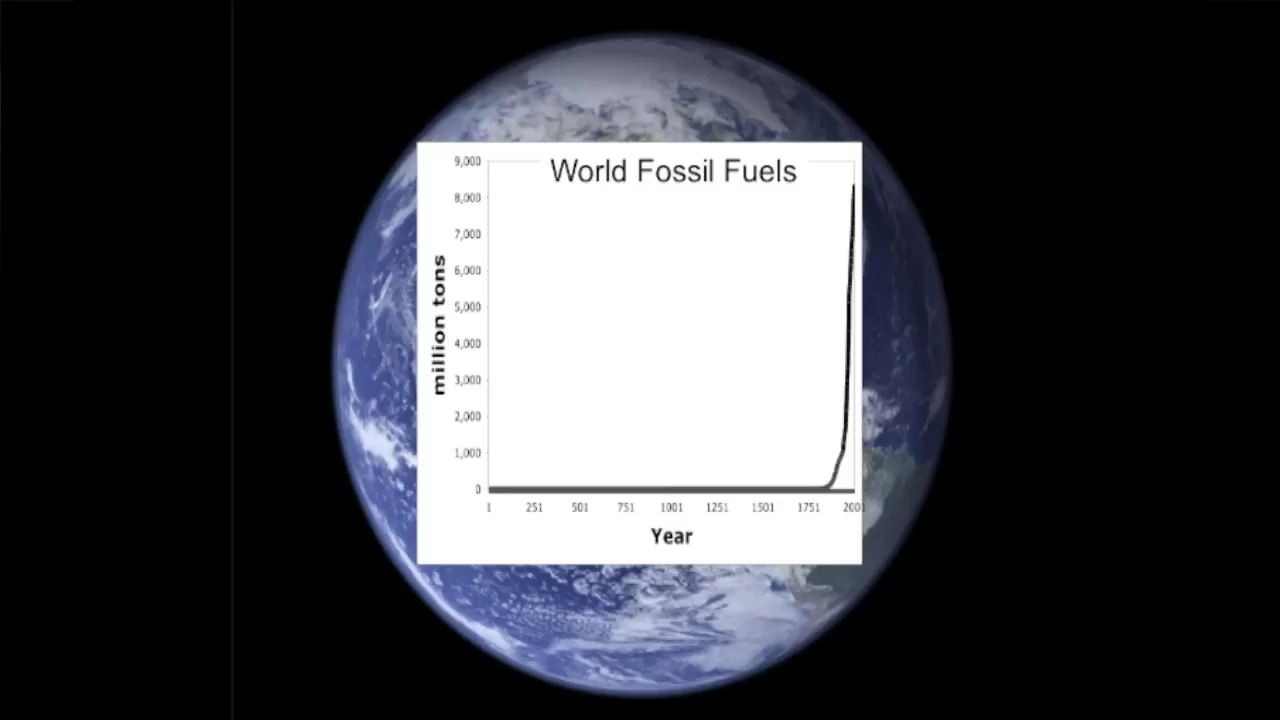 World Fossil Fuels
9,000
8,000
7,000
6,000
5,000
4,000
3,000
2,000
1,000
0
million tons
1 251 501 751 1001 1251 1501 1751 2001
Year